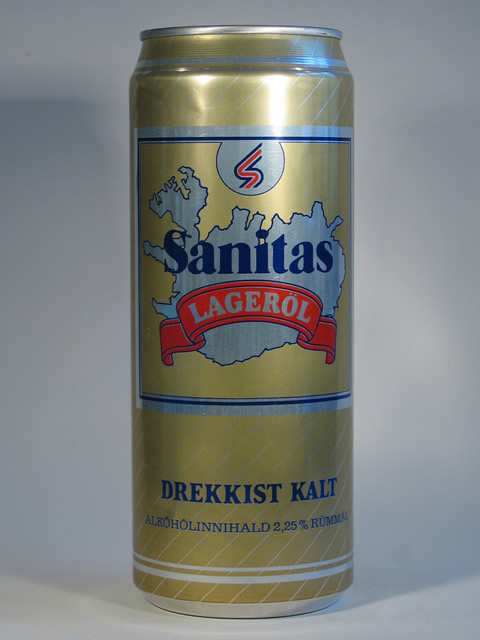 Sanitas
LAGERÖL
DREKKIST KALT
ALKÓHÓLINNIHALD 2,25% RÚMMÁL